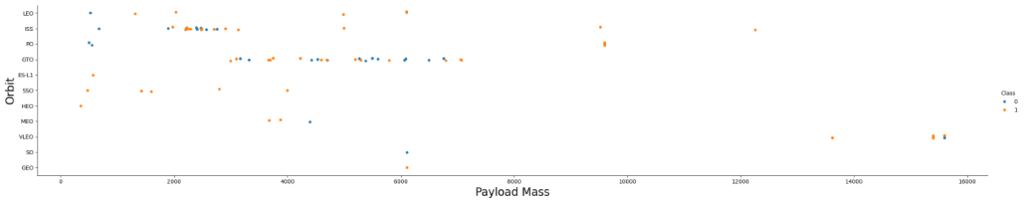 LEO
ISS
PO
GTO
ES-L1
SSO
HEO
MEO
VLEO
SO
GEO
Orbit
0
2000
4000
6000
8000
10000
12000
14000
16000
Payload Mass
Class
0
1